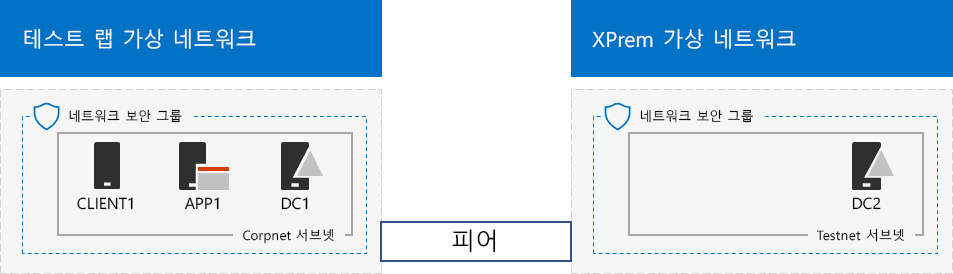 테스트 랩 가상 네트워크
XPrem 가상 네트워크
네트워크 보안 그룹
네트워크 보안 그룹
CLIENT1
APP1
DC1
DC2
Corpnet 서브넷
피어
Testnet 서브넷